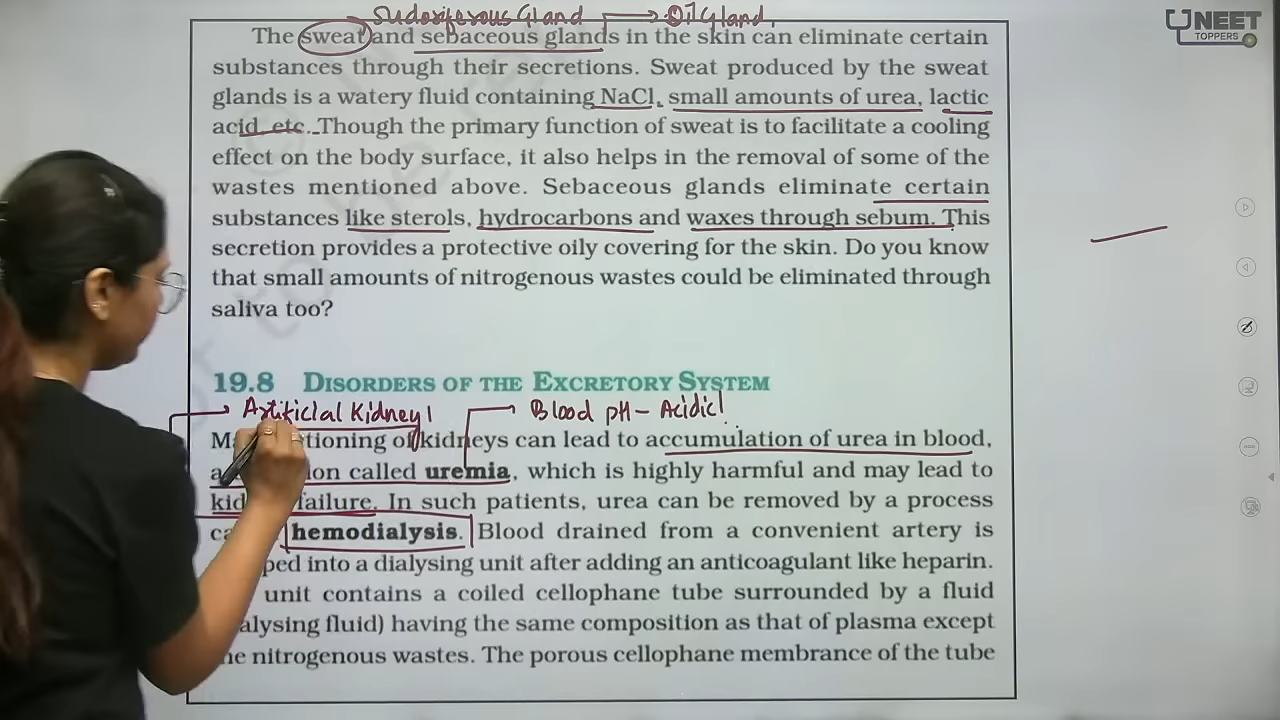 Sudoriferous Gland → Oil Gland
UNEET
TOPPERS
The sweat and sebaceous glands in the skin can eliminate certain
substances through their secretions. Sweat produced by the sweat
glands is a watery fluid containing NaCl, small amounts of urea, lactic
acid, etc. Though the primary function of sweat is to facilitate a cooling
effect on the body surface, it also helps in the removal of some of the
wastes mentioned above. Sebaceous glands eliminate certain
substances like sterols, hydrocarbons and waxes through sebum. This
secretion provides a protective oily covering for the skin. Do you know
that small amounts of nitrogenous wastes could be eliminated through
saliva too?
19.8 DISORDERS OF THE EXCRETORY SYSTEM
Artificial Kidney
Blood pH - Acidic!
kidneys can lead to accumulation of urea in blood,
called uremia, which is highly harmful and may lead to
failure. In such patients, urea can be removed by a process
hemodialysis. Blood drained from a convenient artery is
into a dialysing unit after adding an anticoagulant like heparin.
unit contains a coiled cellophane tube surrounded by a fluid
fluid) having the same composition as that of plasma except
nitrogenous wastes. The porous cellophane membrance of the tube